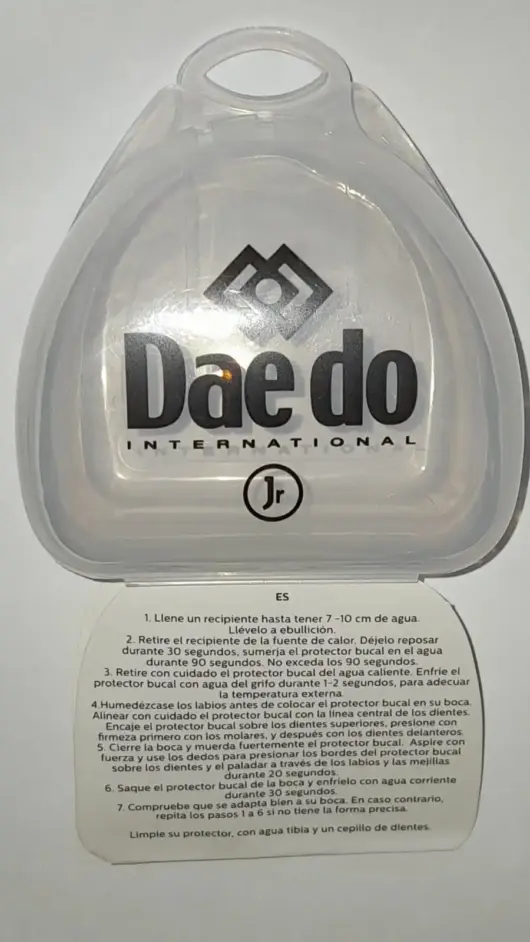 Daedo
INTERNATIONAL
Jr
ES
1. Llene un recipiente hasta tener 7 -10 cm de agua.
Llévelo a ebullición.
2. Retire el recipiente de la fuente de calor. Déjelo reposar
durante 30 segundos, sumerja el protector bucal en el agua
durante 90 segundos. No exceda los 90 segundos.
3. Retire con cuidado el protector bucal del agua caliente. Enfríe el
protector bucal con agua del grifo durante 1-2 segundos, para adecuar
la temperatura externa.
4.Humedézcase los labios antes de colocar el protector bucal en su boca.
Alinear con cuidado el protector bucal con la línea central de los dientes.
Encaje el protector bucal sobre los dientes superiores, presione con
firmeza primero con los molares, y después con los dientes delanteros.
5. Cierre la boca y muerda fuertemente el protector bucal. Aspire con
fuerza y use los dedos para presionar los bordes del protector bucal
sobre los dientes y el paladar a través de los labios y las mejillas
durante 20 segundos.
6. Saque el protector bucal de la boca y enfríelo con agua corriente
durante 30 segundos.
7. Compruebe que se adapta bien a su boca. En caso contrario,
repita los pasos 1 a 6 si no tiene la forma precisa.
Limpie su protector, con agua tibia y un cepillo de dientes.